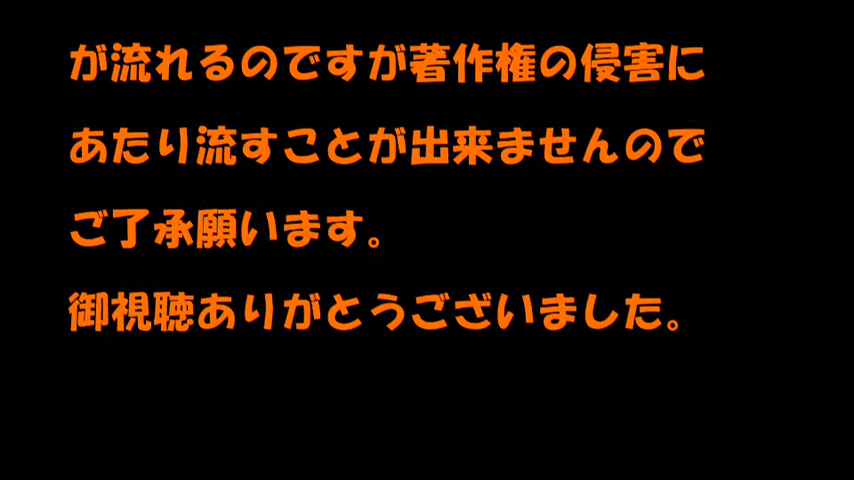 が流れるのですが著作権の侵害に
あたり流すことが出来ませんので
ご了承願います。
御視聴ありがとうございました。